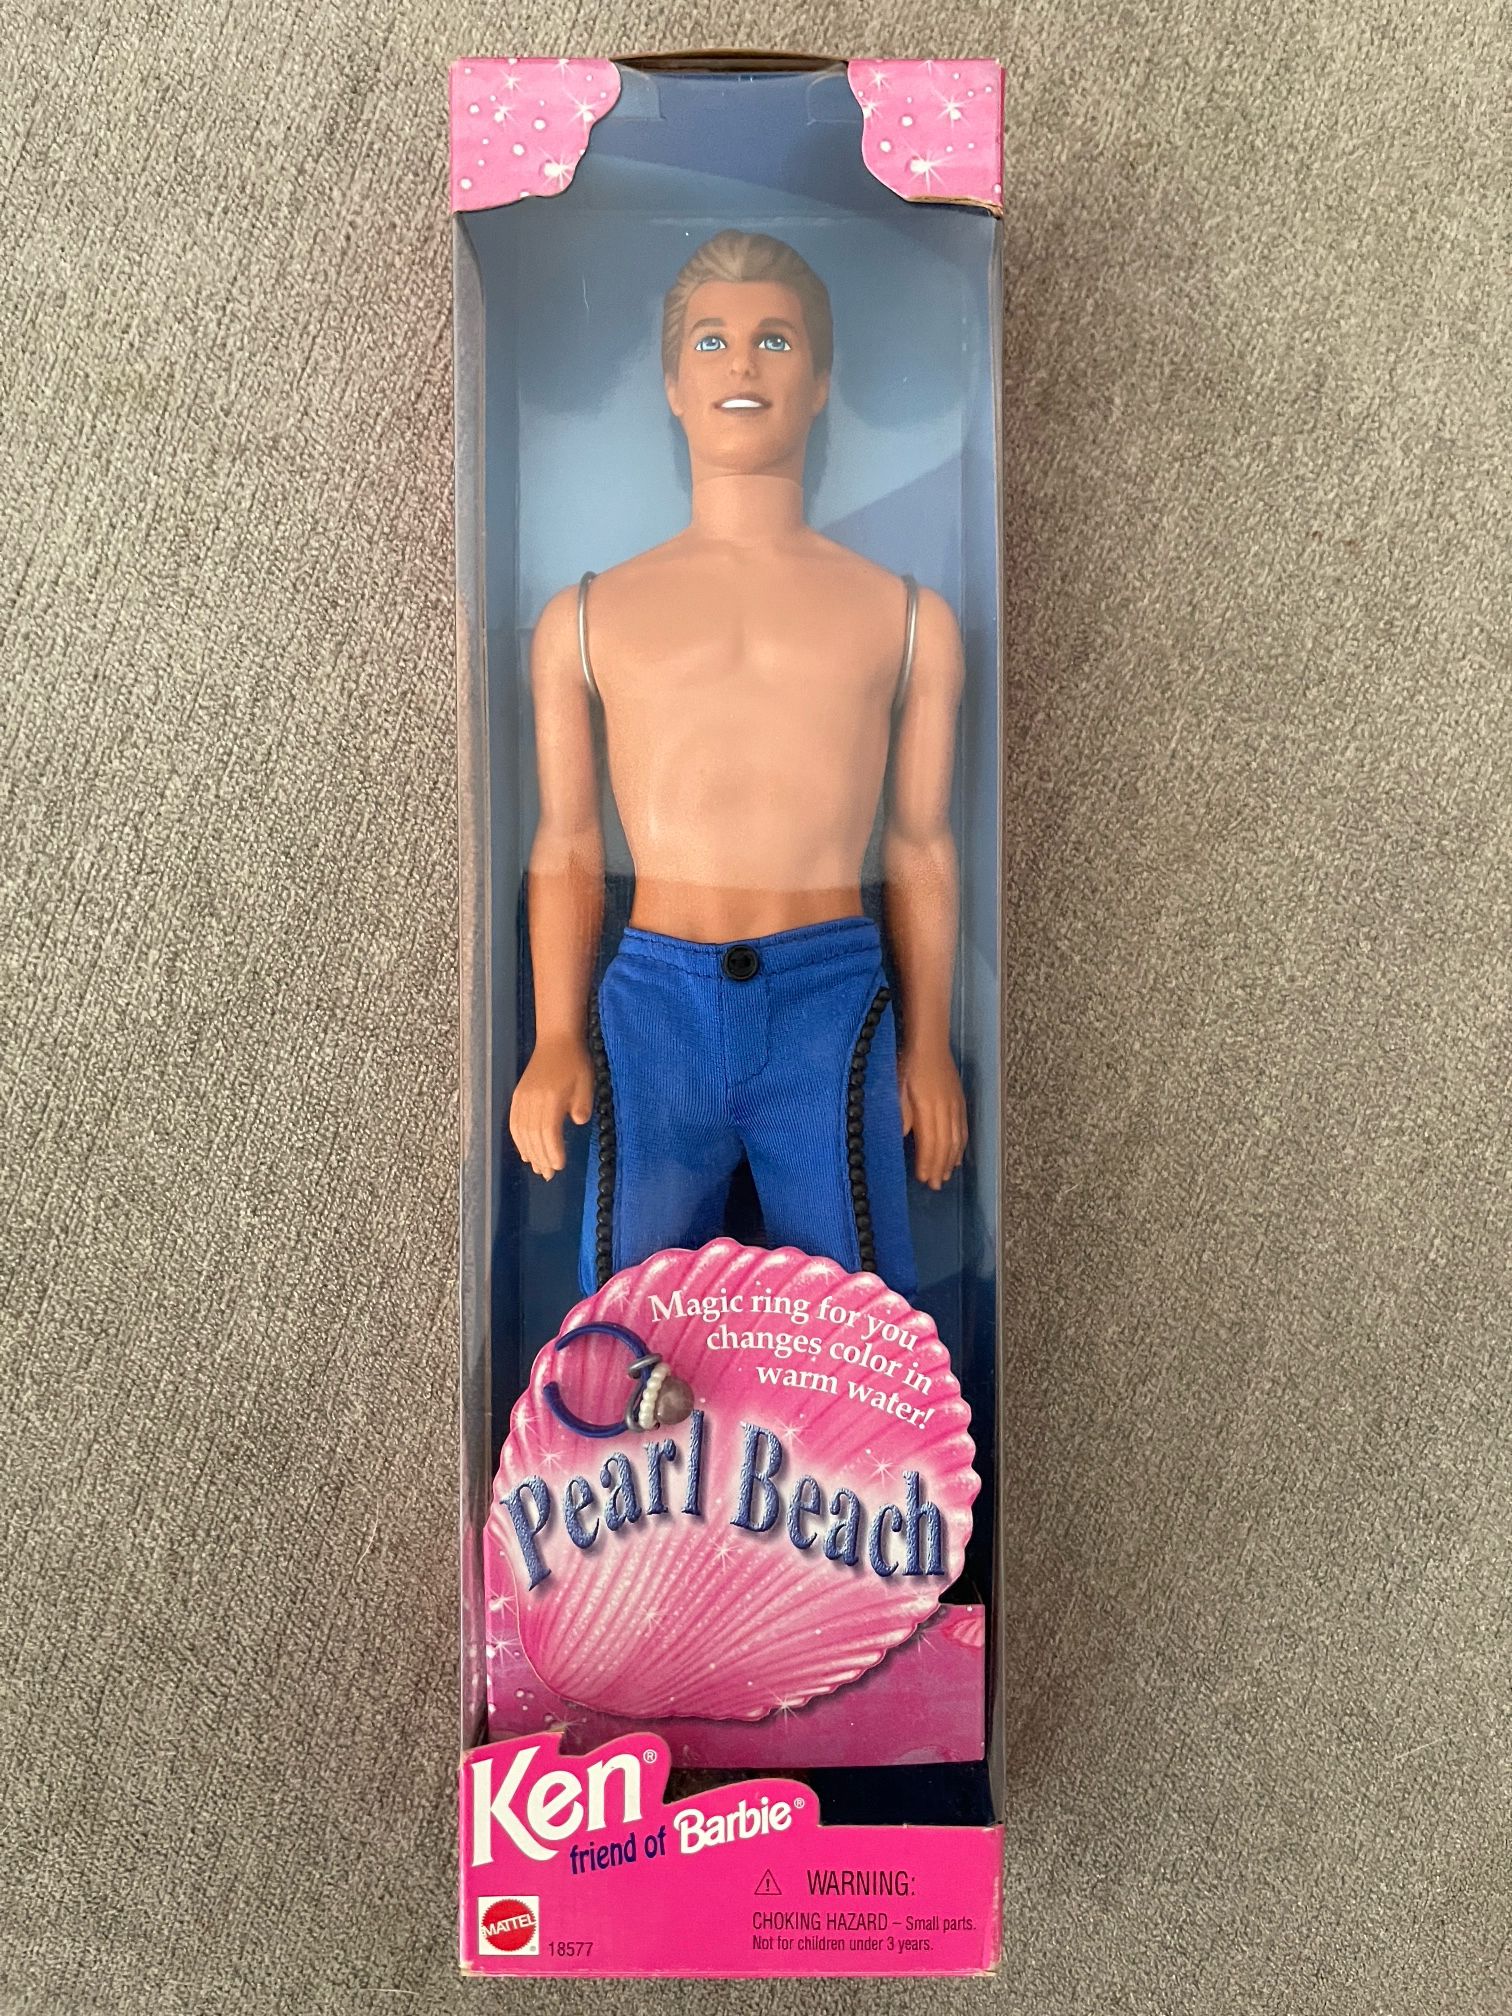 Magic ring for you
changes color in
warm water!
Pearl Beach
Ken®
friend of Barbie®
⚠ WARNING:
CHOKING HAZARD – Small parts.
Not for children under 3 years.
MATTEL®
18577